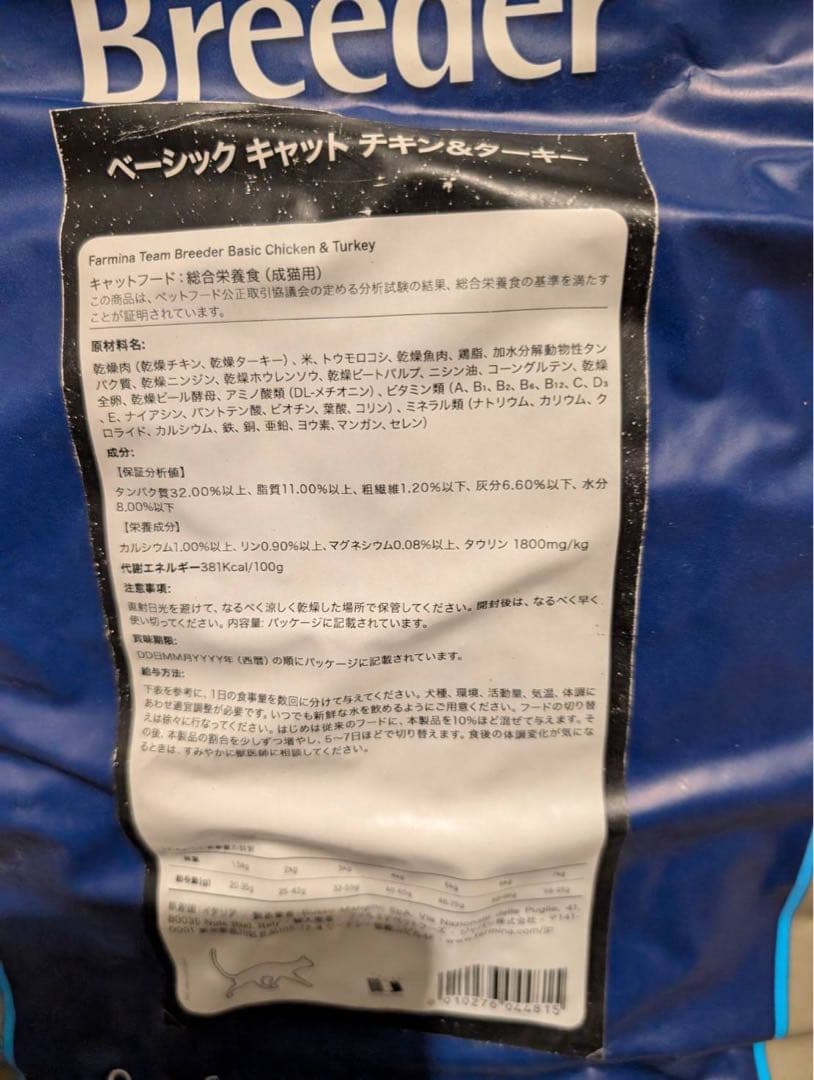 Breeder
ベーシック キャット チキン&ターキー
Farmina Team Breeder Basic Chicken & Turkey
キャットフード：総合栄養食（成猫用）
この商品は、ペットフード公正取引協議会の定める分析試験の結果、総合栄養食の基準を満たす
ことが証明されています。
原材料名：
乾燥肉（乾燥チキン、乾燥ターキー）、米、トウモロコシ、乾燥魚肉、鶏脂、加水分解動物性タン
パク質、乾燥ニンジン、乾燥ホウレンソウ、乾燥ビートパルプ、ニシン油、コーングルテン、乾燥
全卵、乾燥ビール酵母、アミノ酸類（DL-メチオニン）、ビタミン類（A、B₁、B₂、B₆、B₁₂、C、D₃
、E、ナイアシン、パントテン酸、ビオチン、葉酸、コリン）、ミネラル類（ナトリウム、カリウム、ク
ロライド、カルシウム、鉄、銅、亜鉛、ヨウ素、マンガン、セレン）
成分：
【保証分析値】
タンパク質32.00%以上、脂質11.00%以上、粗繊維1.20%以下、灰分6.60%以下、水分
8.00%以下
【栄養成分】
カルシウム1.00%以上、リン0.90%以上、マグネシウム0.08%以上、タウリン 1800mg/kg
代謝エネルギー381Kcal/100g
注意事項：
直射日光を避けて、なるべく涼しく乾燥した場所で保管してください。開封後は、なるべく早く
使い切ってください。内容量: パッケージに記載されています。
賞味期限：
DD日MM月YYYY年（西暦）の順にパッケージに記載されています。
給与方法：
下表を参考に、1日の食事量を数回に分けて与えてください。犬種、環境、活動量、気温、体調に
あわせ適宜調整が必要です。いつでも新鮮な水を飲めるようにご用意ください。フードの切り替
えは徐々に行なってください。はじめは従来のフードに、本製品を10%ほど混ぜて与えます。そ
の後、本製品の割合を少しずつ増やし、5〜7日ほどで切り替えます。食後の体調変化が気にな
るときは、すみやかに獣医師に相談してください。
2kg 3kg 4kg 5kg 6kg 7kg
給与量(g) 20-35g
イタリア SpA, Via Nazionale delle Puglie,
80035
010276 044815